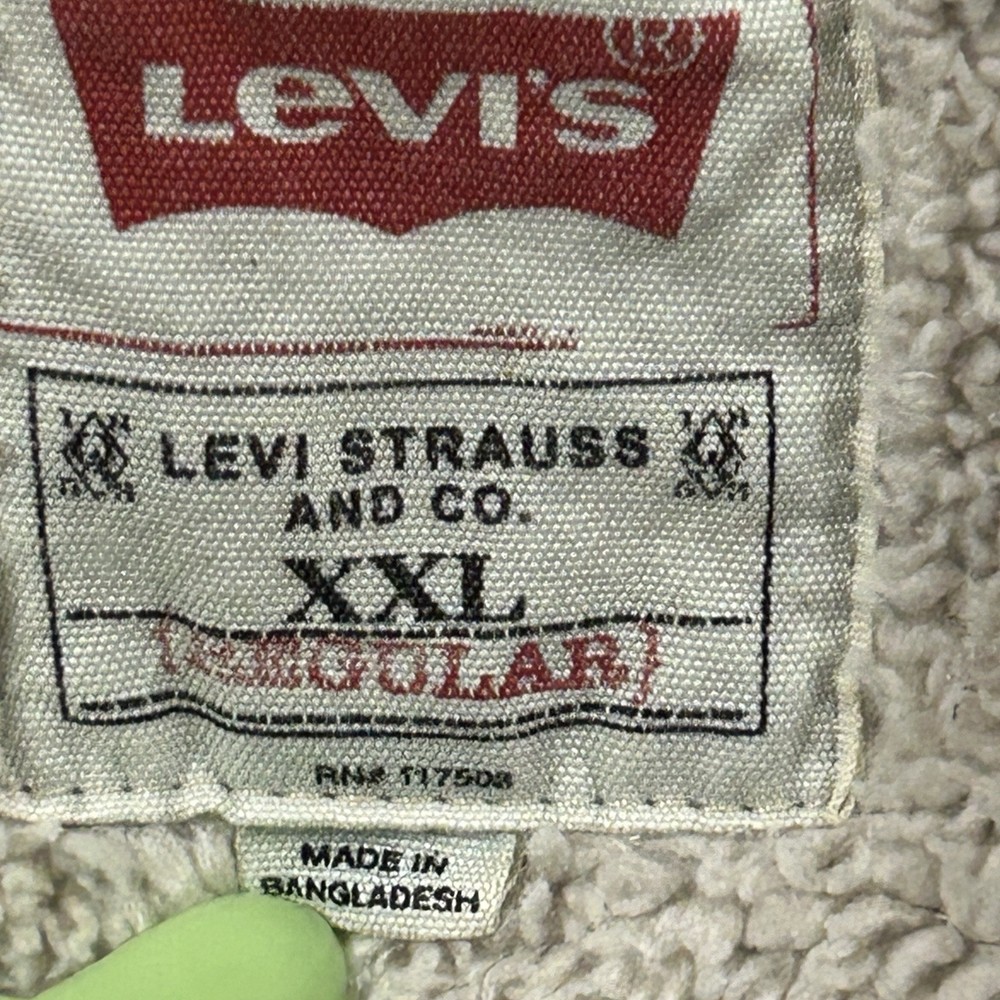 LEVI'S ®
LEVI STRAUSS
AND CO.
XXL
{REGULAR}
RN# 117503
MADE IN
BANGLADESH